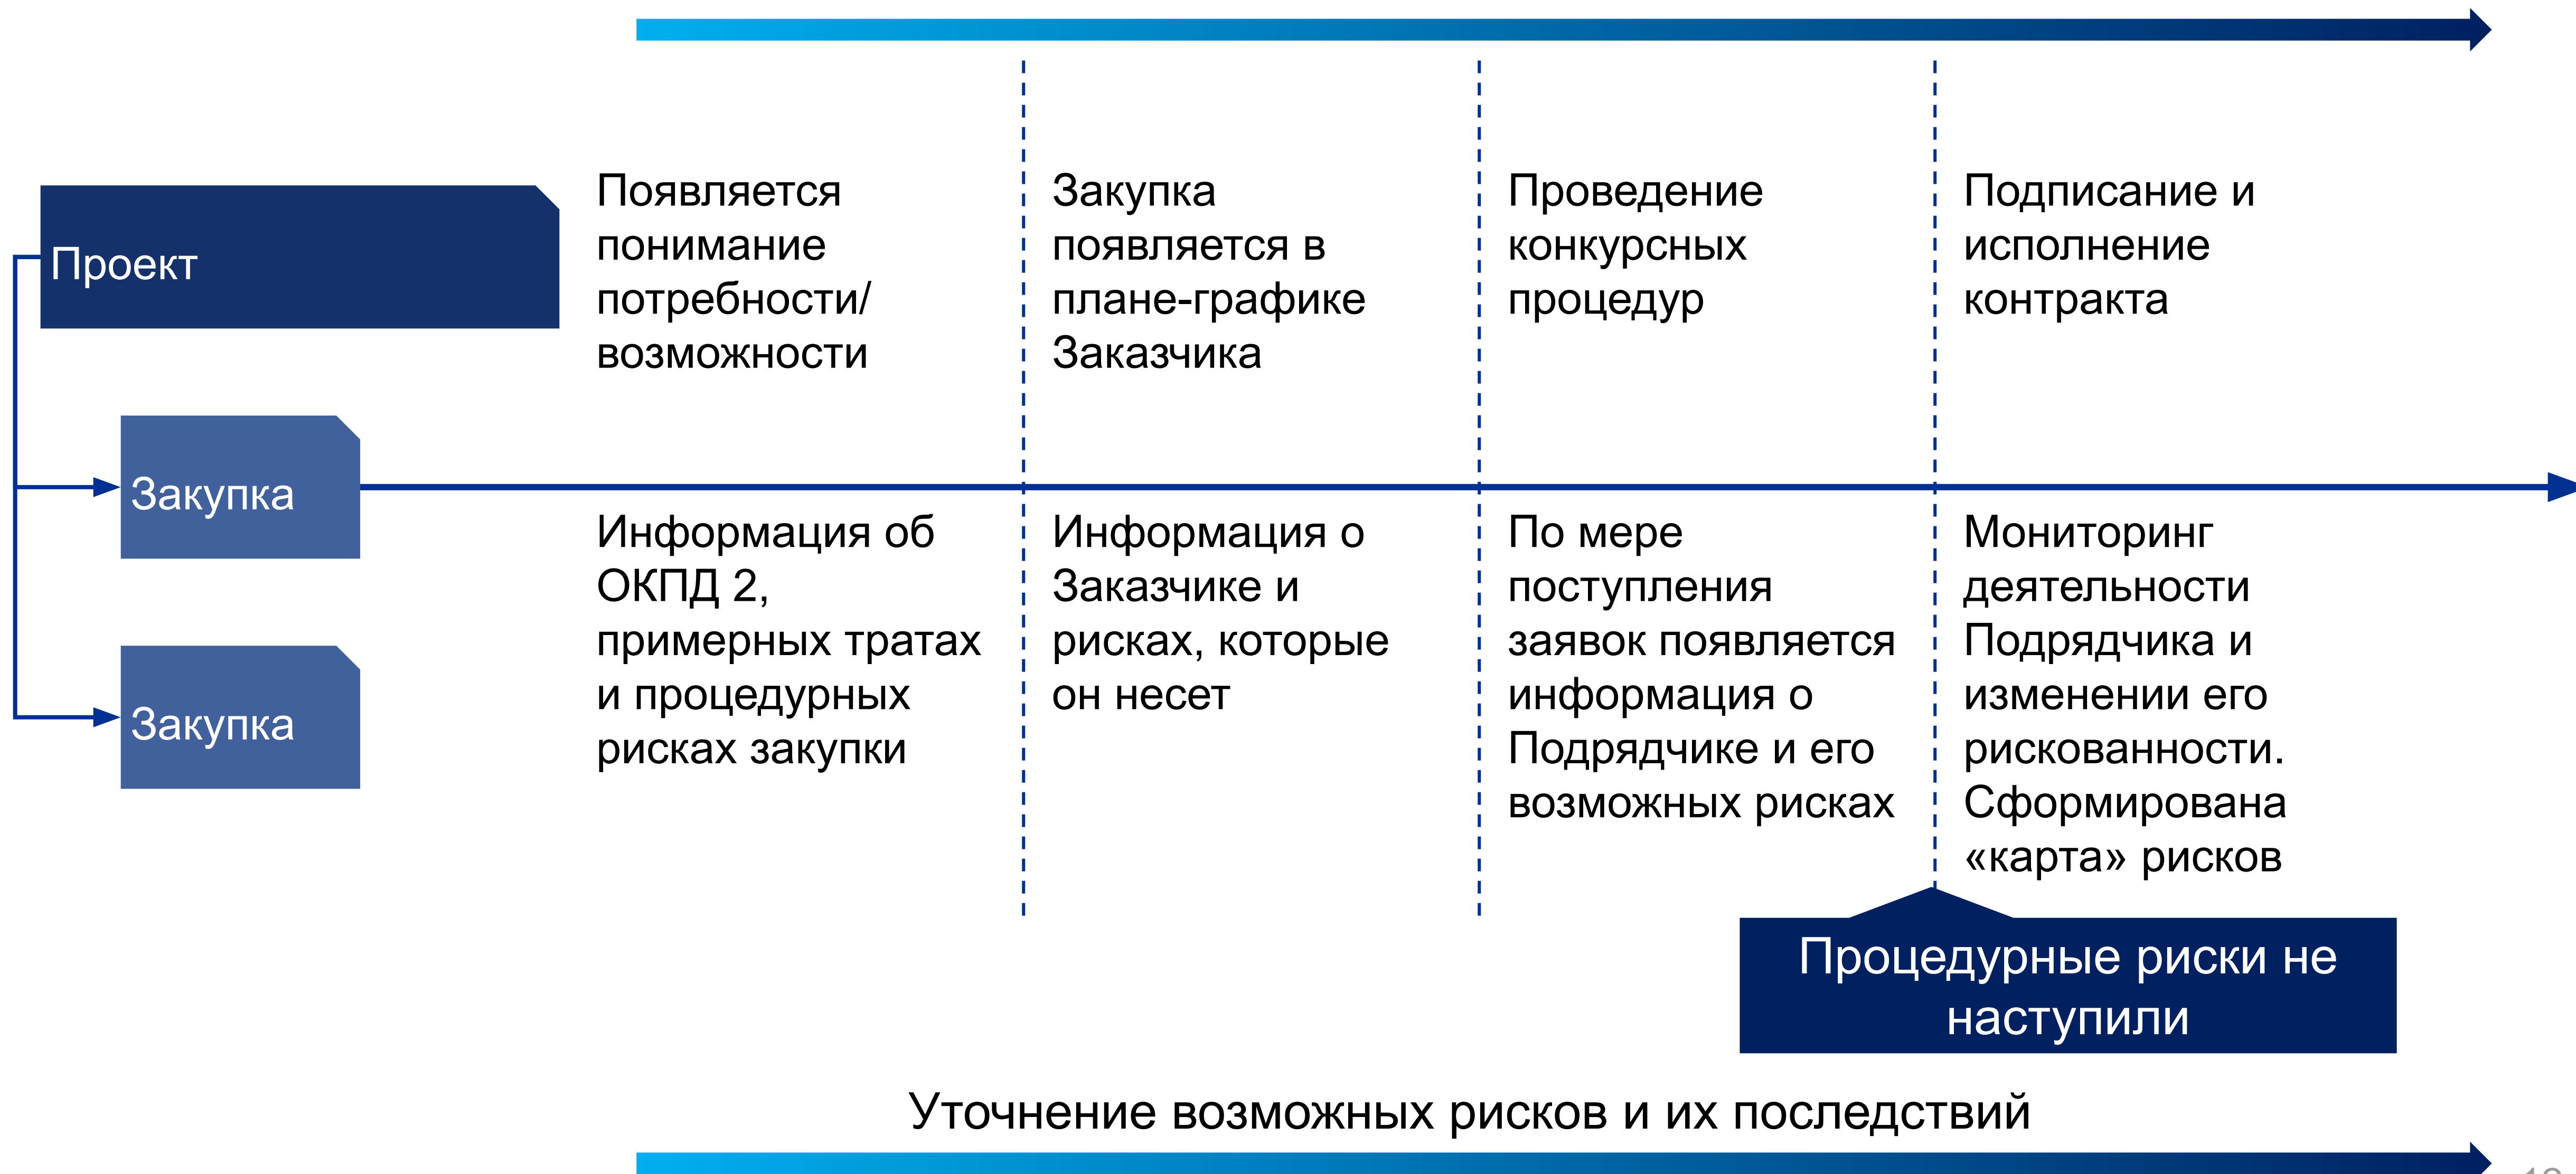 Проект
Закупка
Закупка
Появляется
понимание
потребности/
возможности
Закупка
появляется в
плане-графике
Заказчика
Проведение
конкурсных
процедур
Подписание и
исполнение
контракта
Информация об
ОКПД 2,
примерных тратах
и процедурных
рисках закупки
Информация о
Заказчике и
рисках, которые
он несет
По мере
поступления
заявок появляется
информация о
Подрядчике и его
возможных рисках
Мониторинг
деятельности
Подрядчика и
изменении его
рискованности.
Сформирована
«карта» рисков
Процедурные риски не
наступили
Уточнение возможных рисков и их последствий